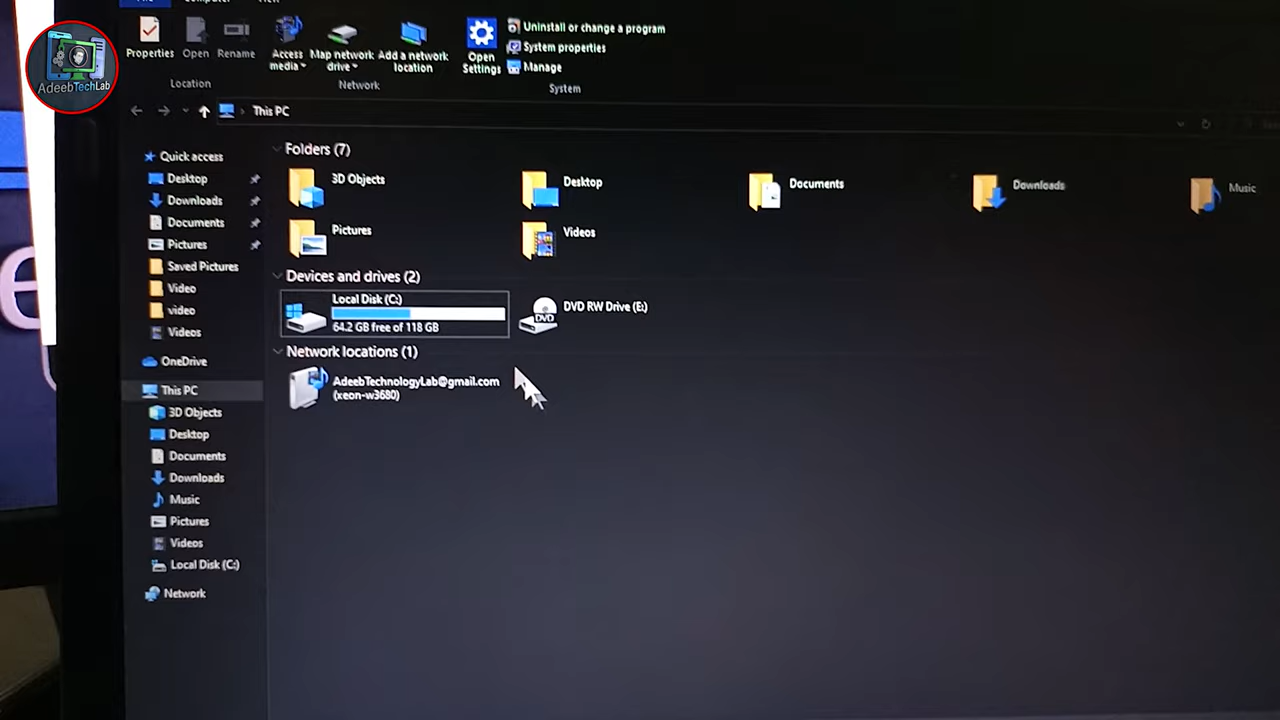 AdeebTechLab
Properties
Open
Rename
Access
media
Map network
drive
Add a network
location
Open
Settings
Uninstall or change a program
System properties
Manage
Location
Network
System
This PC
Quick access
Desktop
Downloads
Documents
Pictures
Saved Pictures
Video
video
Videos
OneDrive
This PC
3D Objects
Desktop
Documents
Downloads
Music
Pictures
Videos
Local Disk (C:)
Network
Folders (7)
3D Objects
Desktop
Documents
Downloads
Music
Pictures
Videos
Devices and drives (2)
Local Disk (C:)
64.2 GB free of 118 GB
DVD
DVD RW Drive (E:)
Network locations (1)
AdeebTechnologyLab@gmail.com
(xeon-w3680)